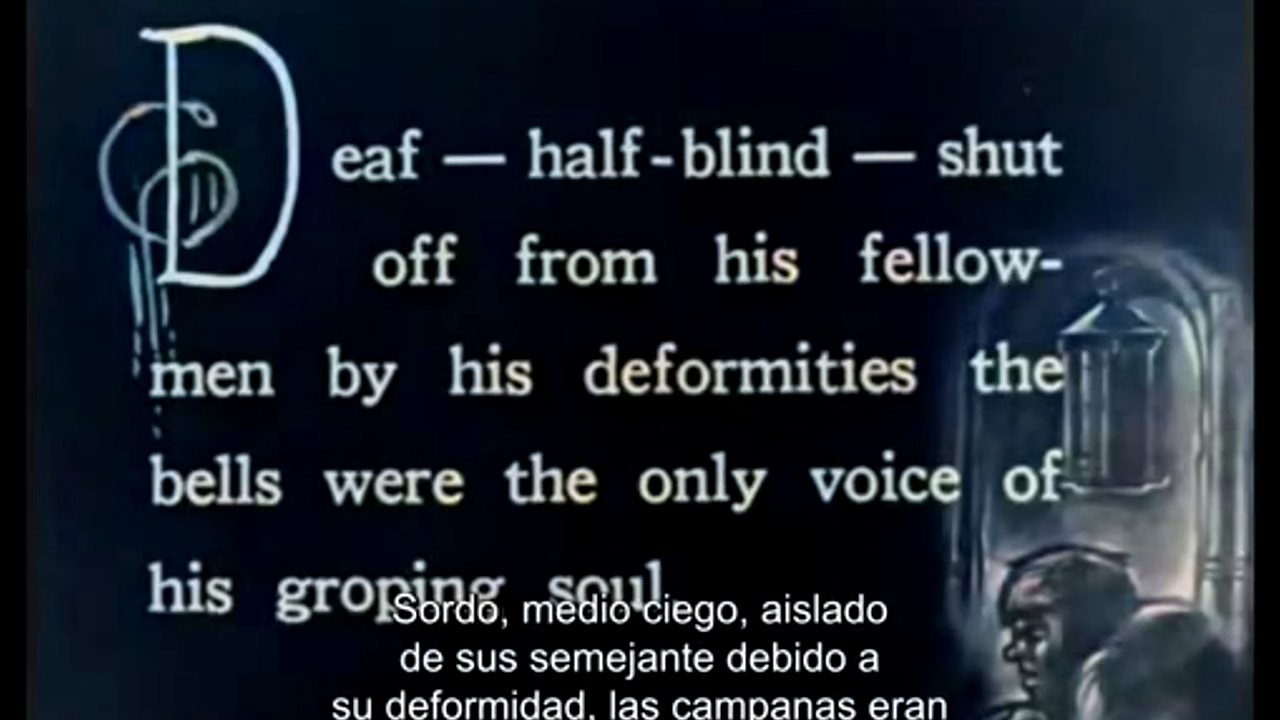 Deaf — half-blind — shut
off from his fellow-
men by his deformities the
bells were the only voice of
his groping soul.
Sordo, medio ciego, aislado
de sus semejante debido a
su deformidad, las campanas eran